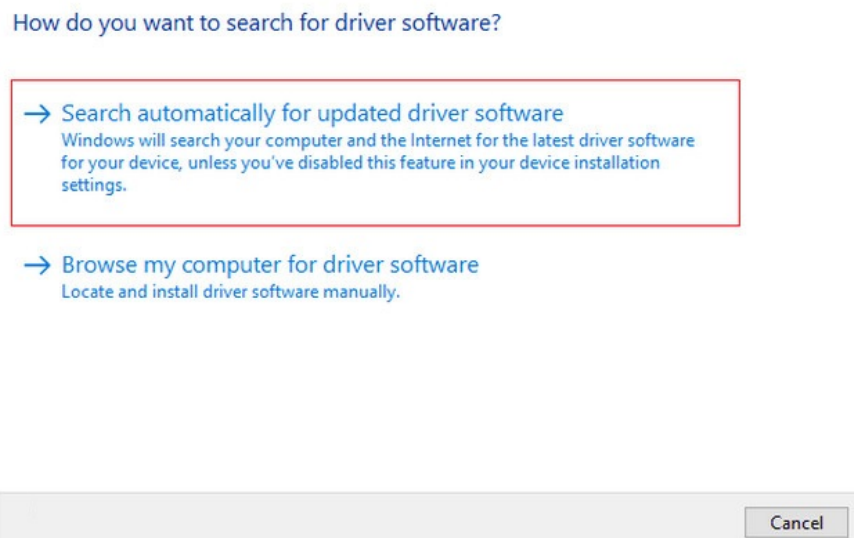 How do you want to search for driver software?
Search automatically for updated driver software
Windows will search your computer and the Internet for the latest driver software
for your device, unless you've disabled this feature in your device installation
settings.
Browse my computer for driver software
Locate and install driver software manually.
Cancel